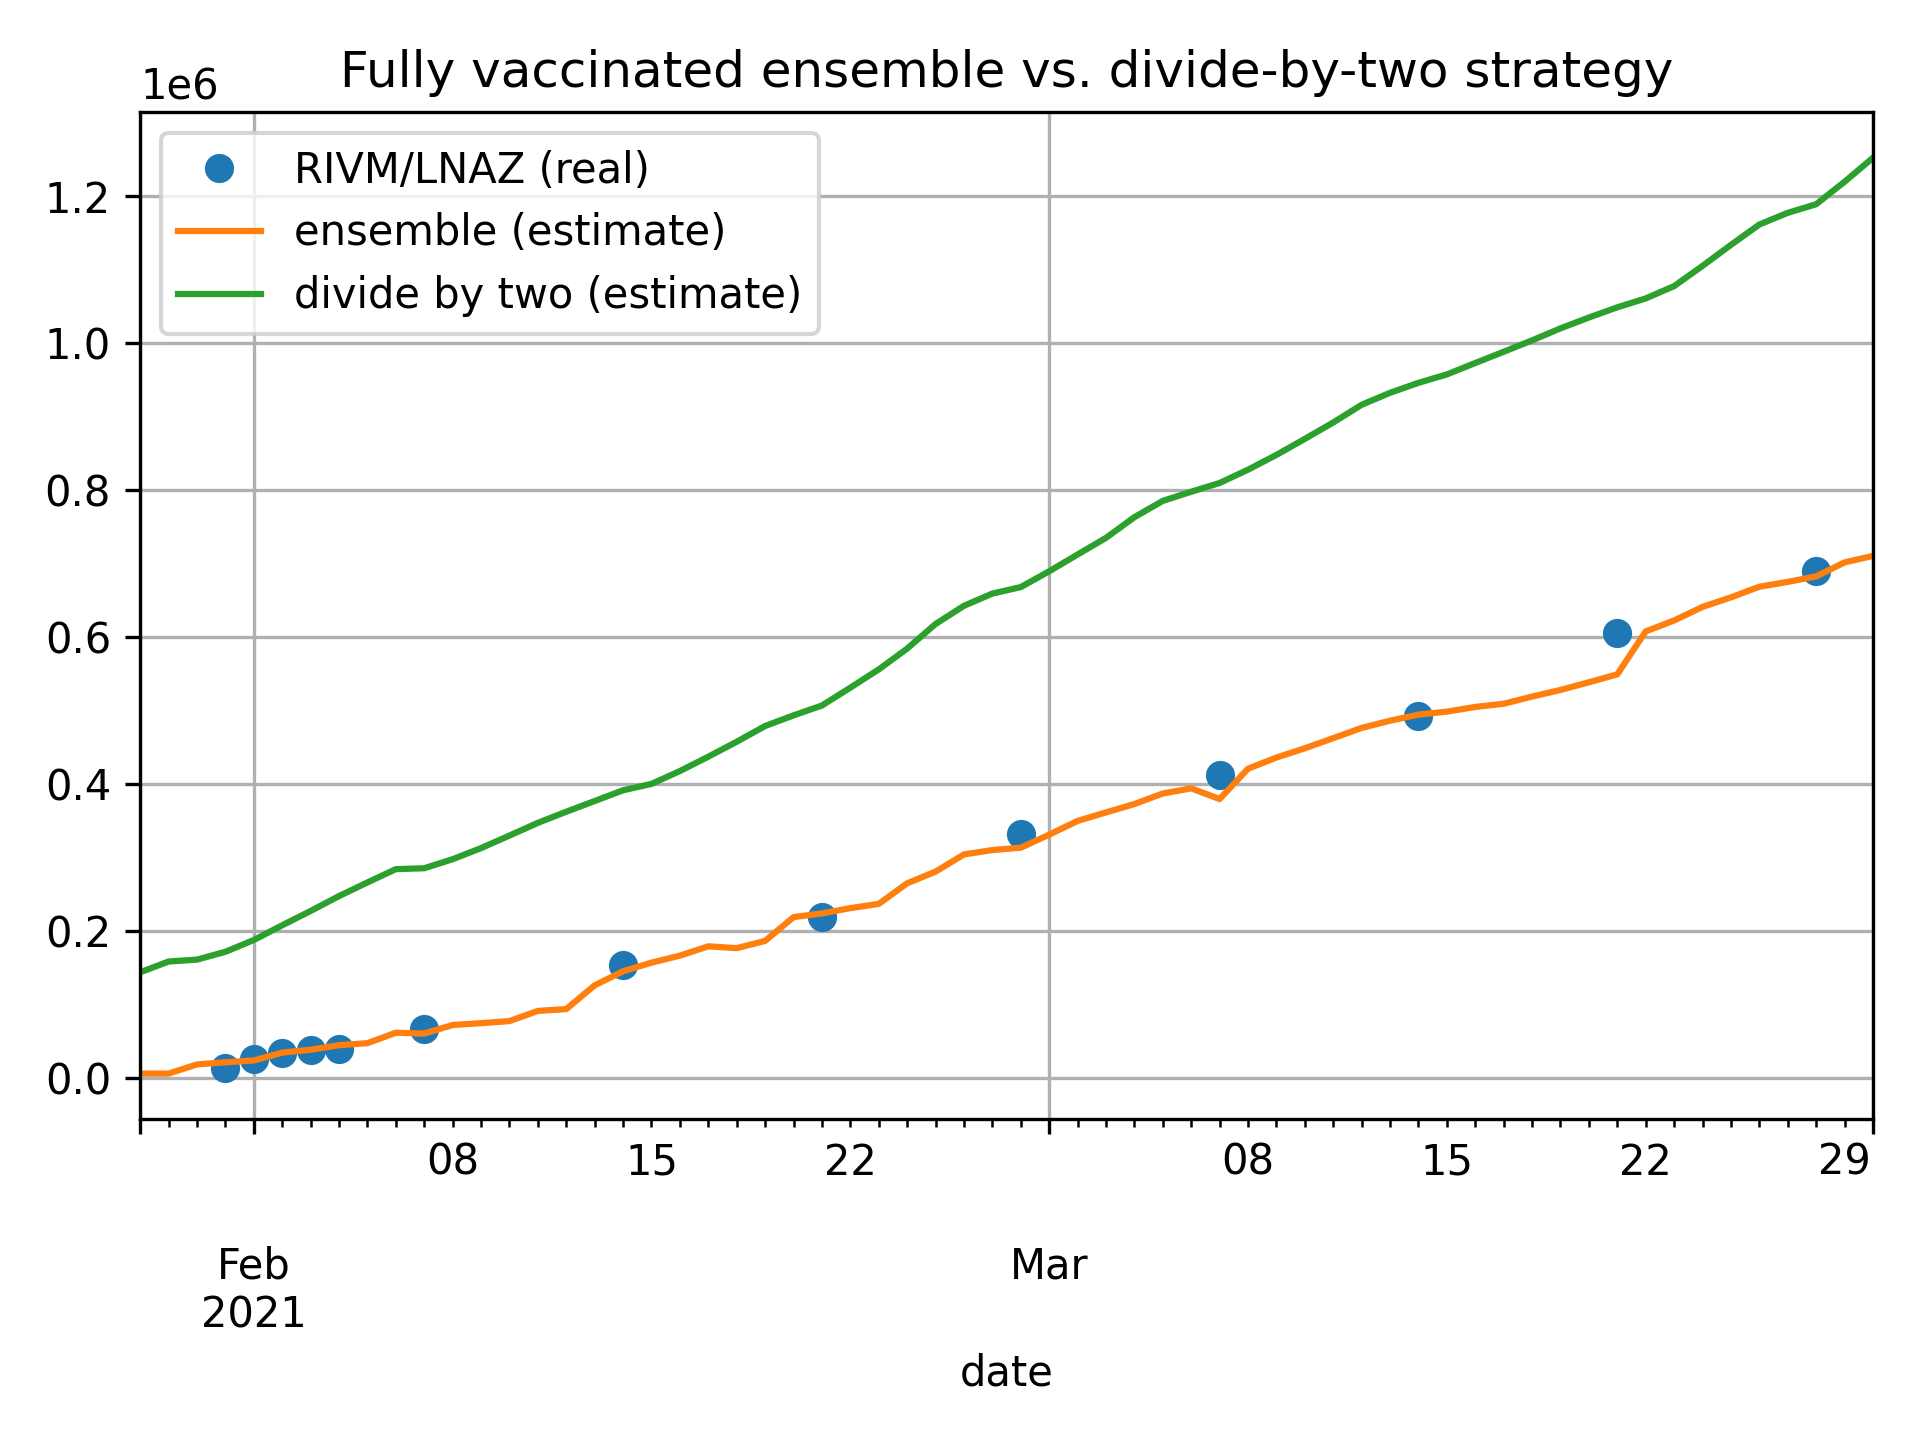 Fully vaccinated ensemble vs. divide-by-two strategy
1e6
RIVM/LNAZ (real)
ensemble (estimate)
divide by two (estimate)
1.2
1.0
0.8
0.6
0.4
0.2
0.0
08 15 22 08 15 22 29
Feb Mar
2021
date